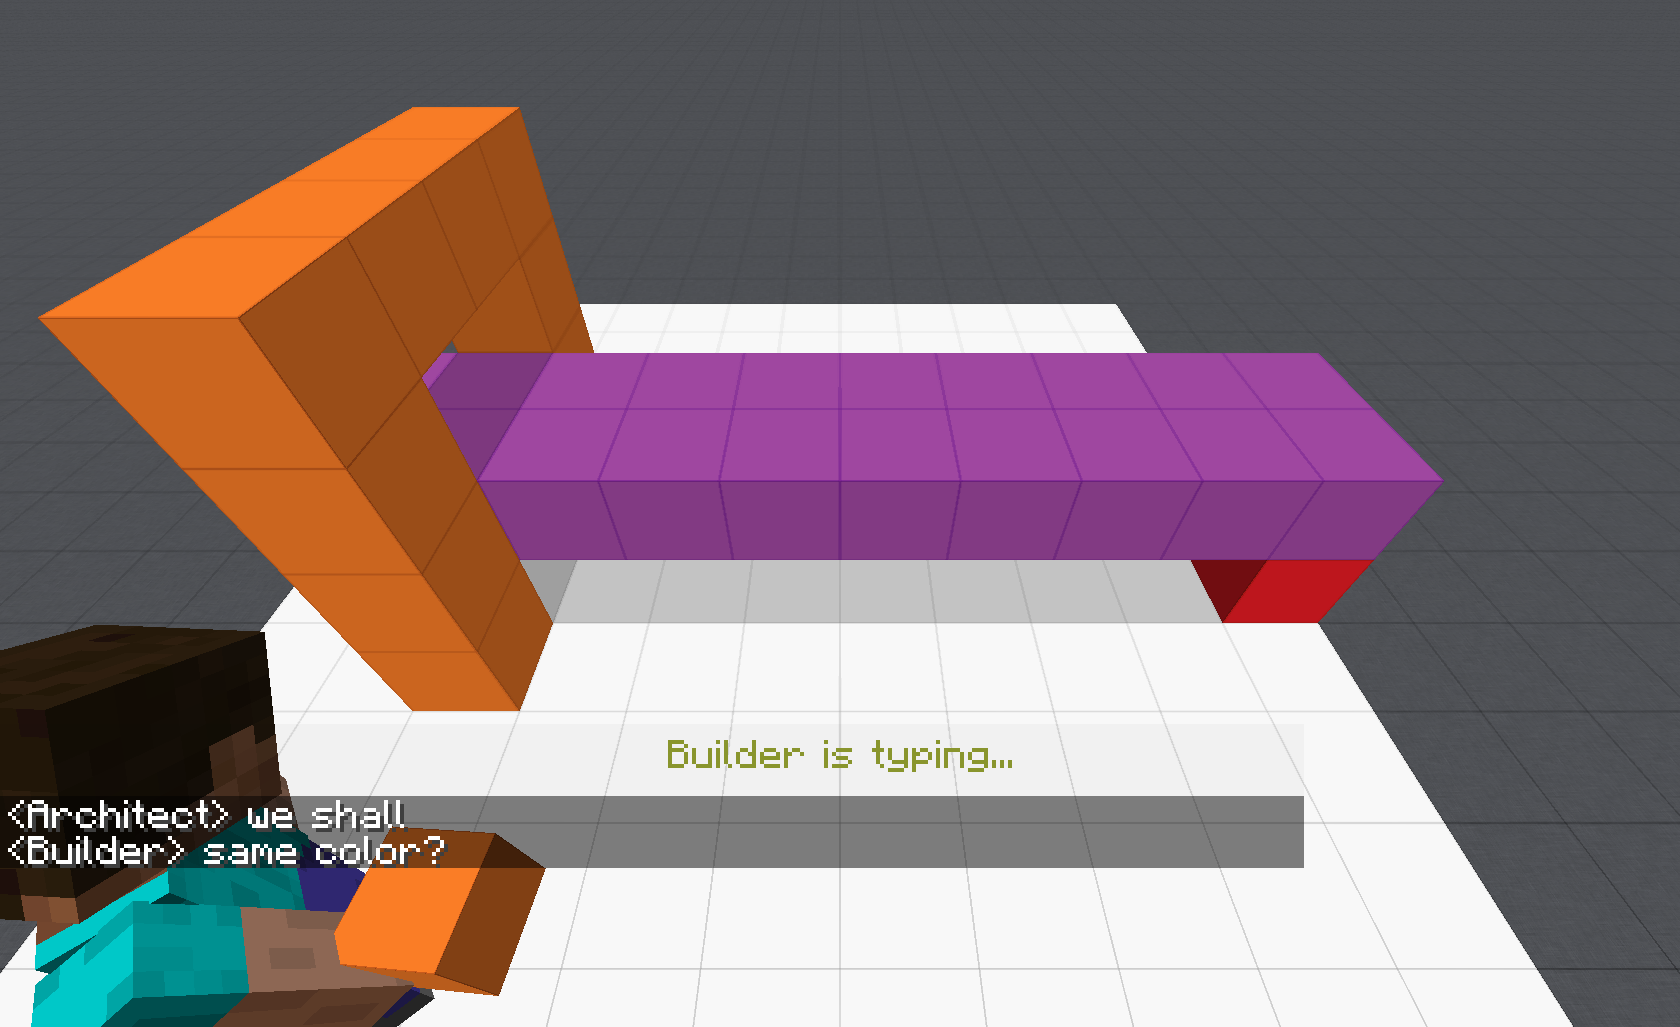 Builder is typing...
<Architect> we shall
<Builder> same color?